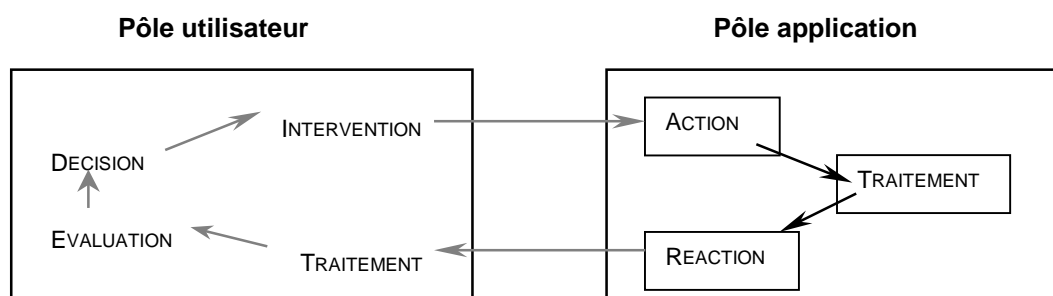 Pôle utilisateur
Pôle application
INTERVENTION
ACTION
DECISION
TRAITEMENT
EVALUATION
TRAITEMENT
REACTION